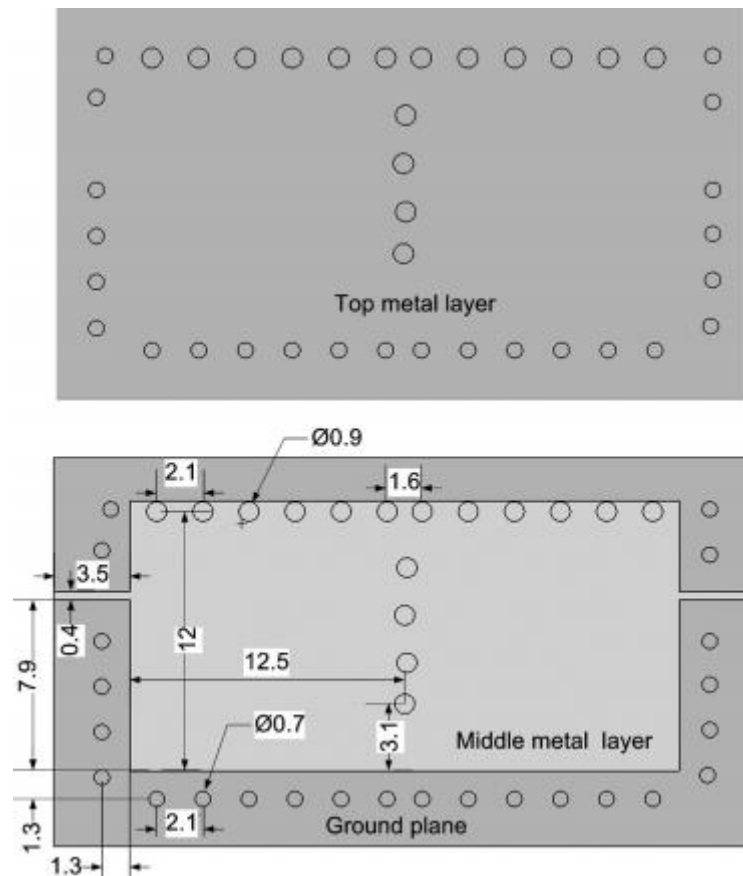 Top metal layer
Ø0.9
2.1
1.6
3.5
0.4
7.9
12
12.5
3.1
Ø0.7
Middle metal layer
1.3
2.1
Ground plane
1.3